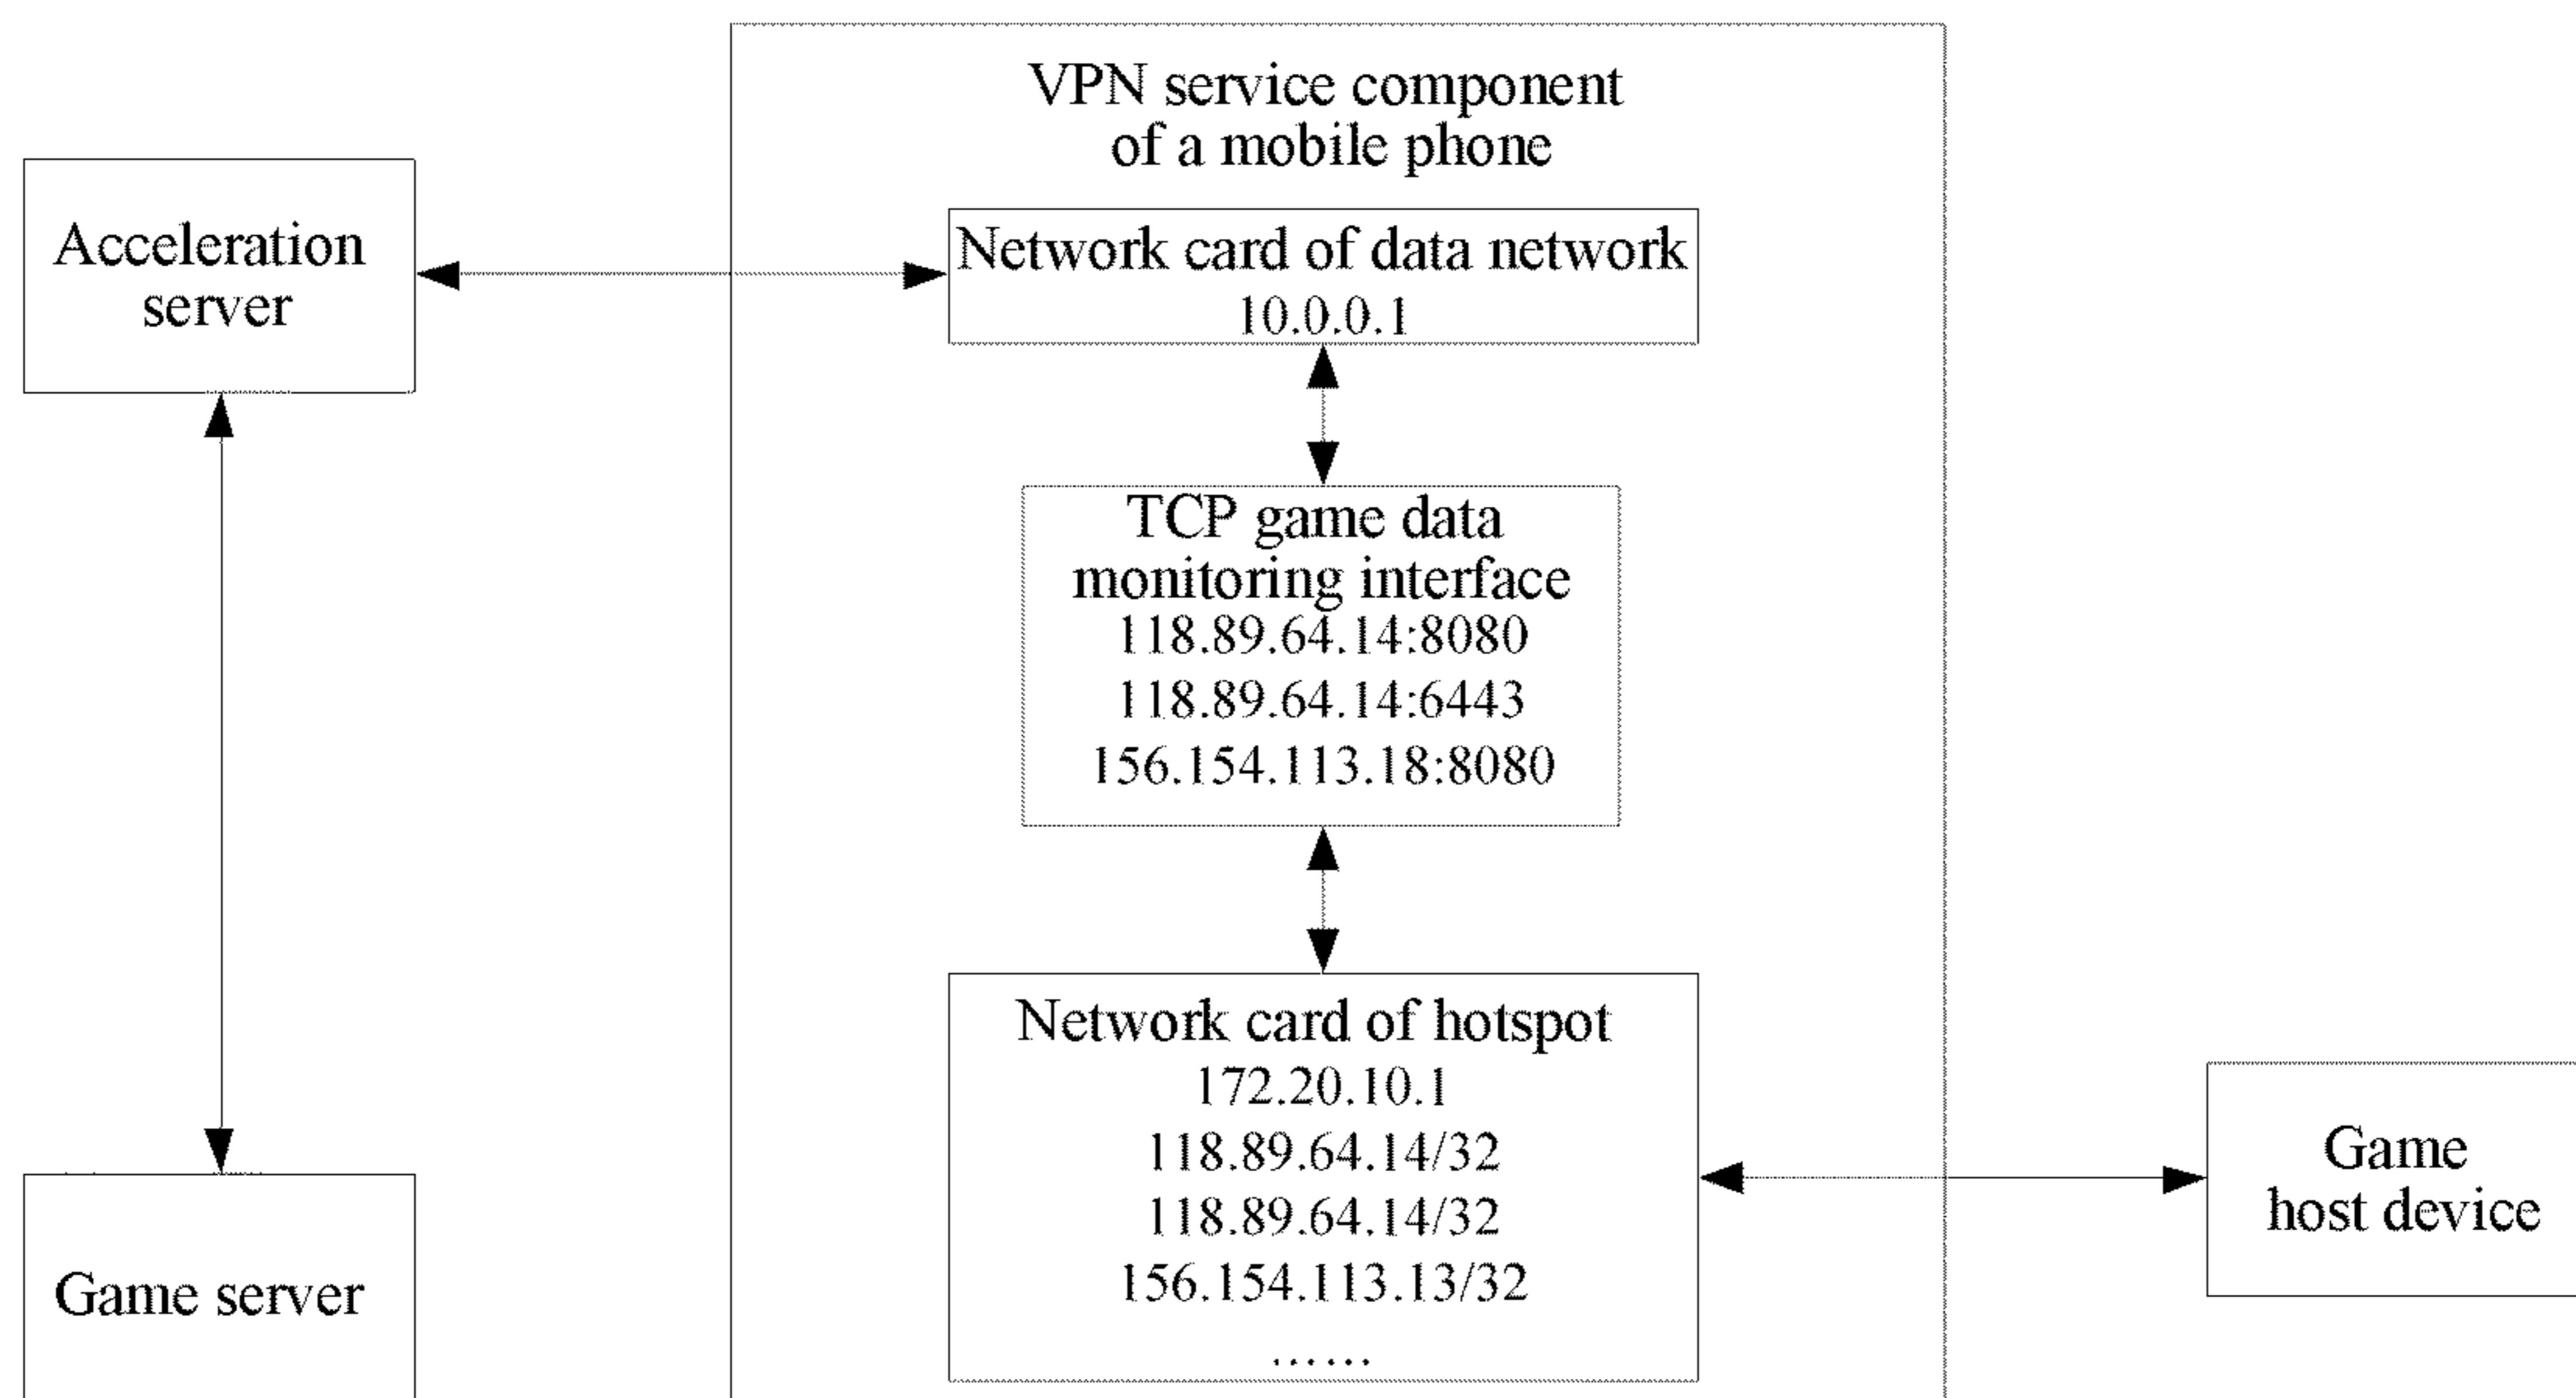 VPN service component
of a mobile phone
Acceleration
server
Network card of data network
10.0.0.1
TCP game data
monitoring interface
118.89.64.14:8080
118.89.64.14:6443
156.154.113.18:8080
Network card of hotspot
172.20.10.1
118.89.64.14/32
118.89.64.14/32
156.154.113.13/32
......
Game
host device
Game server